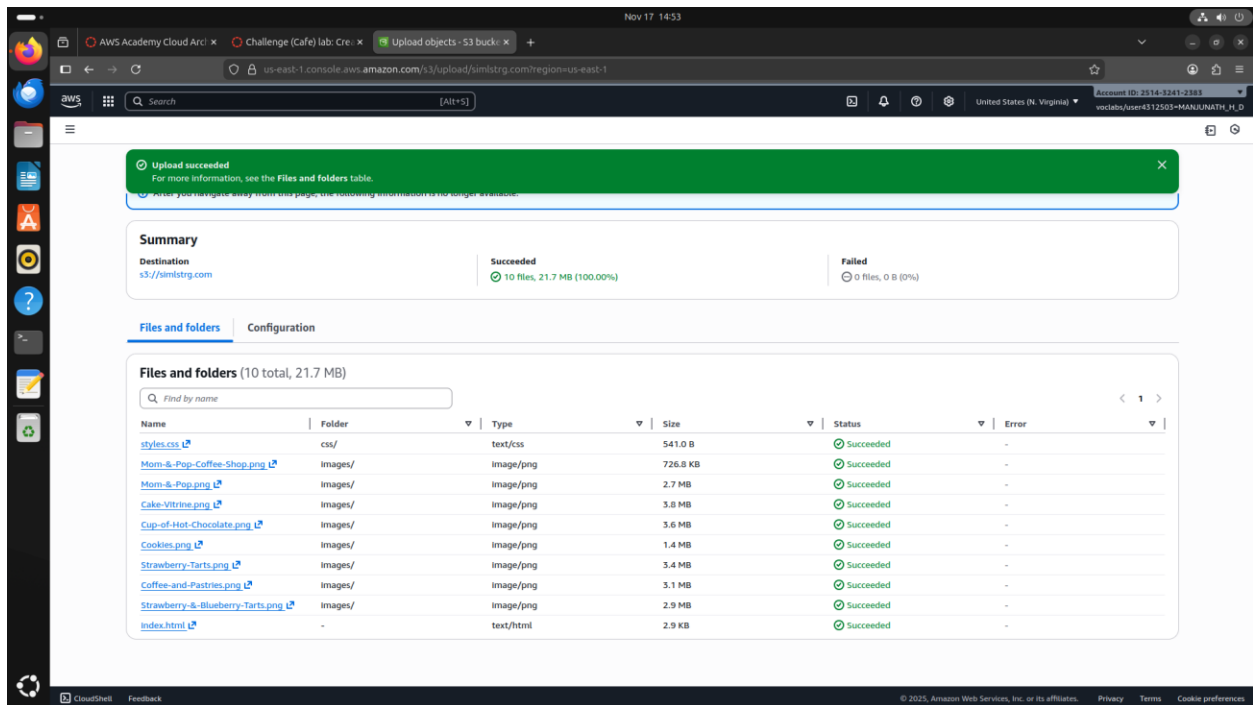 Nov 17 14:53
AWS Academy Cloud Arcl
Challenge (Cafe) lab: Crea
Upload objects - S3 bucke
us-east-1.console.aws.amazon.com/s3/upload/simlstrg.com?region=us-east-1
aws
Search
[Alt+S]
United States (N. Virginia)
Account ID: 2514-3241-2383
voclabs/user4312503=MANJUNATH_H_D
Upload succeeded
For more information, see the Files and folders table.
After you navigate away from this page, the following information is no longer available.
Summary
Destination Succeeded Failed
s3://simlstrg.com 10 files, 21.7 MB (100.00%) 0 files, 0 B (0%)
Files and folders Configuration
Files and folders (10 total, 21.7 MB)
Find by name
1
Name Folder Type Size Status Error
styles.css css/ text/css 541.0 B Succeeded -
Mom-&-Pop-Coffee-Shop.png images/ image/png 726.8 KB Succeeded -
Mom-&-Pop.png images/ image/png 2.7 MB Succeeded -
Cake-Vitrine.png images/ image/png 3.8 MB Succeeded -
Cup-of-Hot-Chocolate.png images/ image/png 3.6 MB Succeeded -
Cookies.png images/ image/png 1.4 MB Succeeded -
Strawberry-Tarts.png images/ image/png 3.4 MB Succeeded -
Coffee-and-Pastries.png images/ image/png 3.1 MB Succeeded -
Strawberry-&-Blueberry-Tarts.png images/ image/png 2.9 MB Succeeded -
index.html - text/html 2.9 KB Succeeded -
CloudShell Feedback © 2025, Amazon Web Services, Inc. or its affiliates. Privacy Terms Cookie preferences